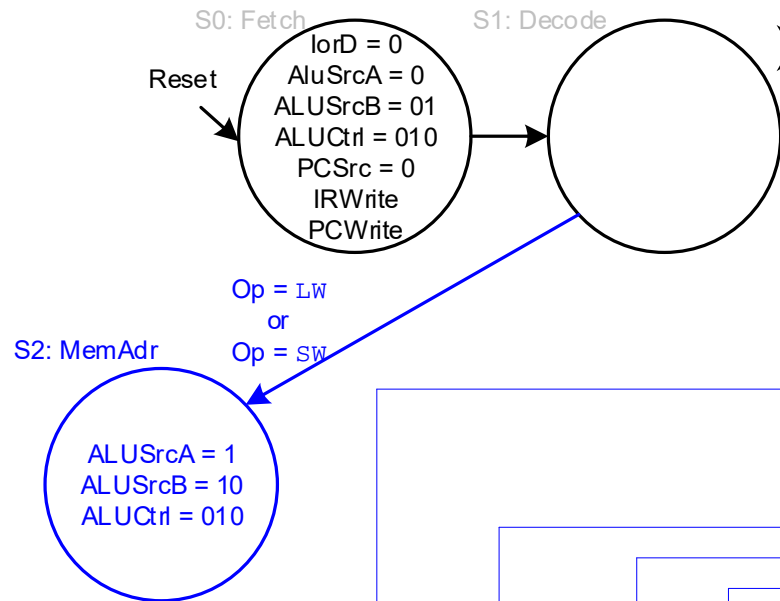 S0: Fetch
S1: Decode
Reset
IorD = 0
AluSrcA = 0
ALUSrcB = 01
ALUCtrl = 010
PCSrc = 0
IRWrite
PCWrite
Op = LW
or
Op = SW
S2: MemAdr
ALUSrcA = 1
ALUSrcB = 10
ALUCtrl = 010